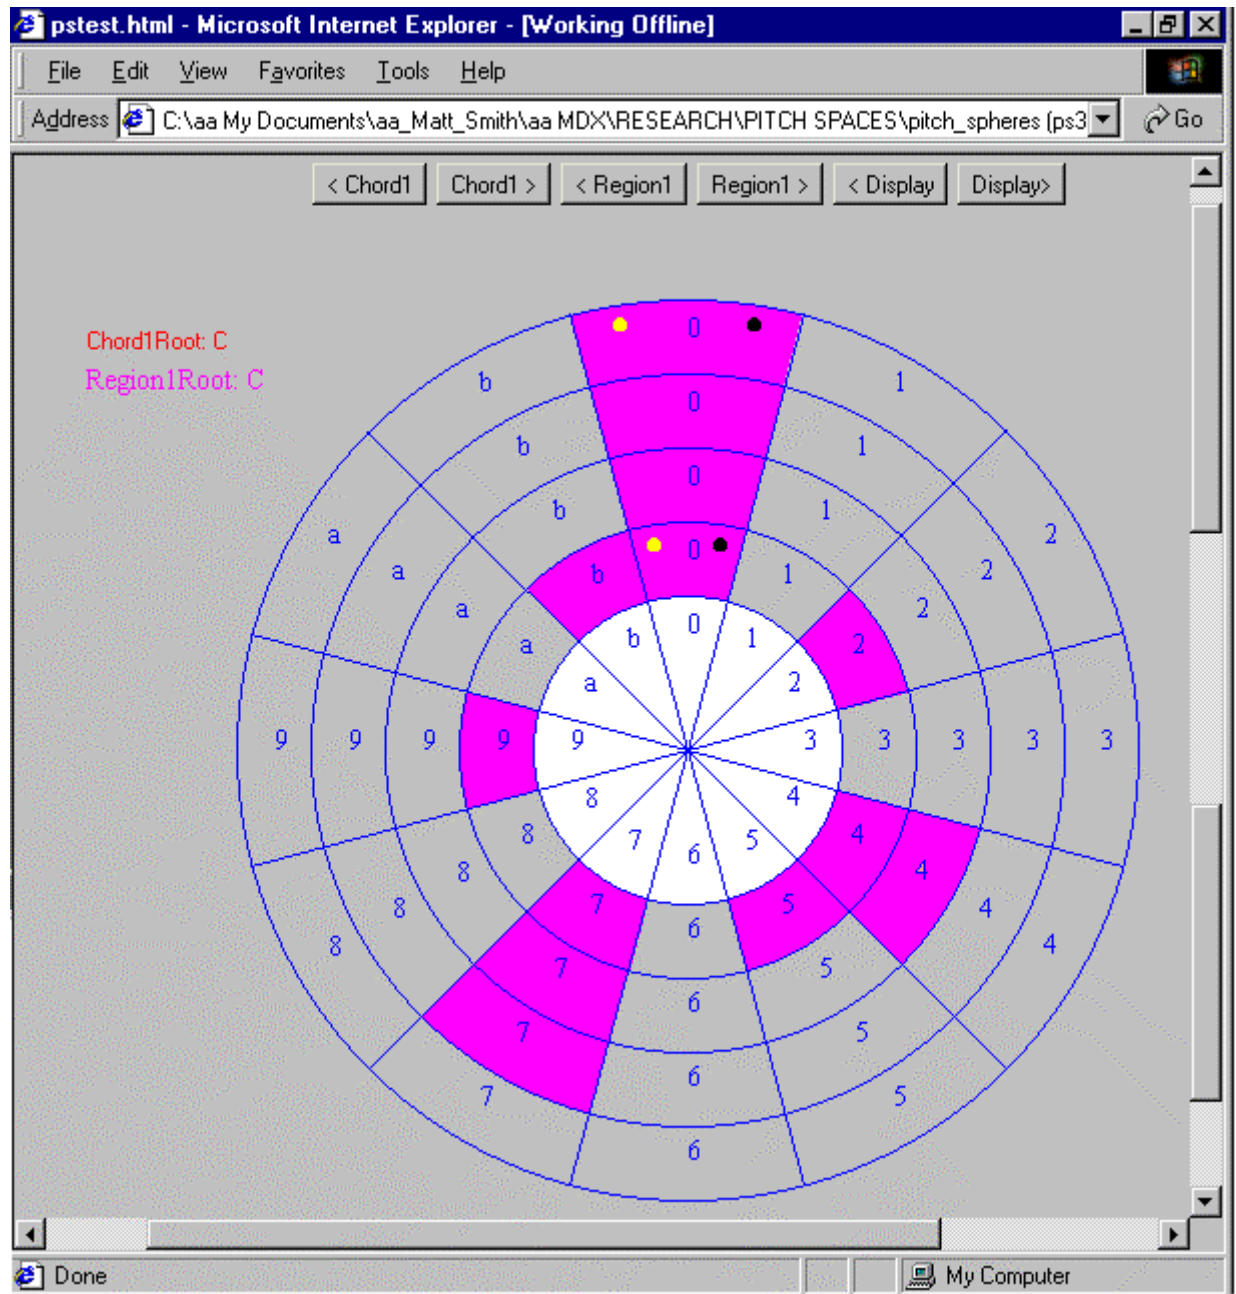 pstest.html - Microsoft Internet Explorer - [Working Offline]
File Edit View Favorites Tools Help
Address C:\aa My Documents\aa_Matt_Smith\aa MDX\RESEARCH\PITCH SPACES\pitch_spheres (ps3 Go
< Chord1 Chord1 > < Region1 Region1 > < Display Display>
Chord1Root: C
Region1Root: C
0
b 1
0
b 1
0
b 1
a 2
0
b 1
a 2
a 2
0
b 1
a 2
a 2
9 9 9 9 9 3 3 3 3 3
8 4
7 5
6
8 4
8 4
7 5
6
8 4
8 4
7 5
6
7 5
6
7 5
6
Done My Computer